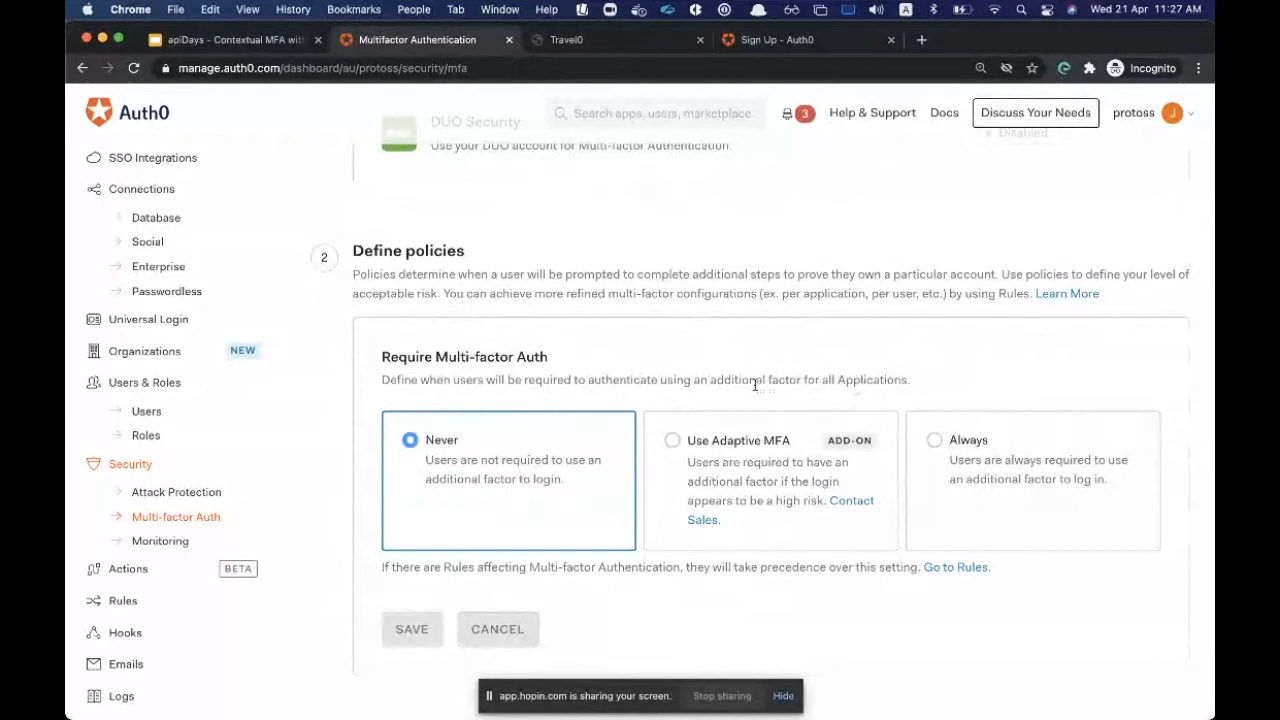 Chrome File Edit View History Bookmarks People Tab Window Help Wed 21 Apr 11:27 AM
apiDays - Contextual MFA with
Multifactor Authentication
Travel0
Sign Up - Auth0
manage.auth0.com/dashboard/au/protoss/security/mfa
Incognito
Auth0
Search apps, users, marketplace
3
Help & Support
Docs
Discuss Your Needs
protoss
J
SSO Integrations
Connections
Database
Social
Enterprise
Passwordless
Universal Login
Organizations NEW
Users & Roles
Users
Roles
Security
Attack Protection
Multi-factor Auth
Monitoring
Actions BETA
Rules
Hooks
Emails
Logs
DUO Security
Use your DUO account for Multi-factor Authentication.
Disabled
2
Define policies
Policies determine when a user will be prompted to complete additional steps to prove they own a particular account. Use policies to define your level of
acceptable risk. You can achieve more refined multi-factor configurations (ex. per application, per user, etc.) by using Rules. Learn More
Require Multi-factor Auth
Define when users will be required to authenticate using an additional factor for all Applications.
Never
Users are not required to use an
additional factor to login.
Use Adaptive MFA ADD-ON
Users are required to have an
additional factor if the login
appears to be a high risk. Contact
Sales.
Always
Users are always required to use
an additional factor to log in.
If there are Rules affecting Multi-factor Authentication, they will take precedence over this setting. Go to Rules.
SAVE
CANCEL
app.hopin.com is sharing your screen.
Stop sharing
Hide